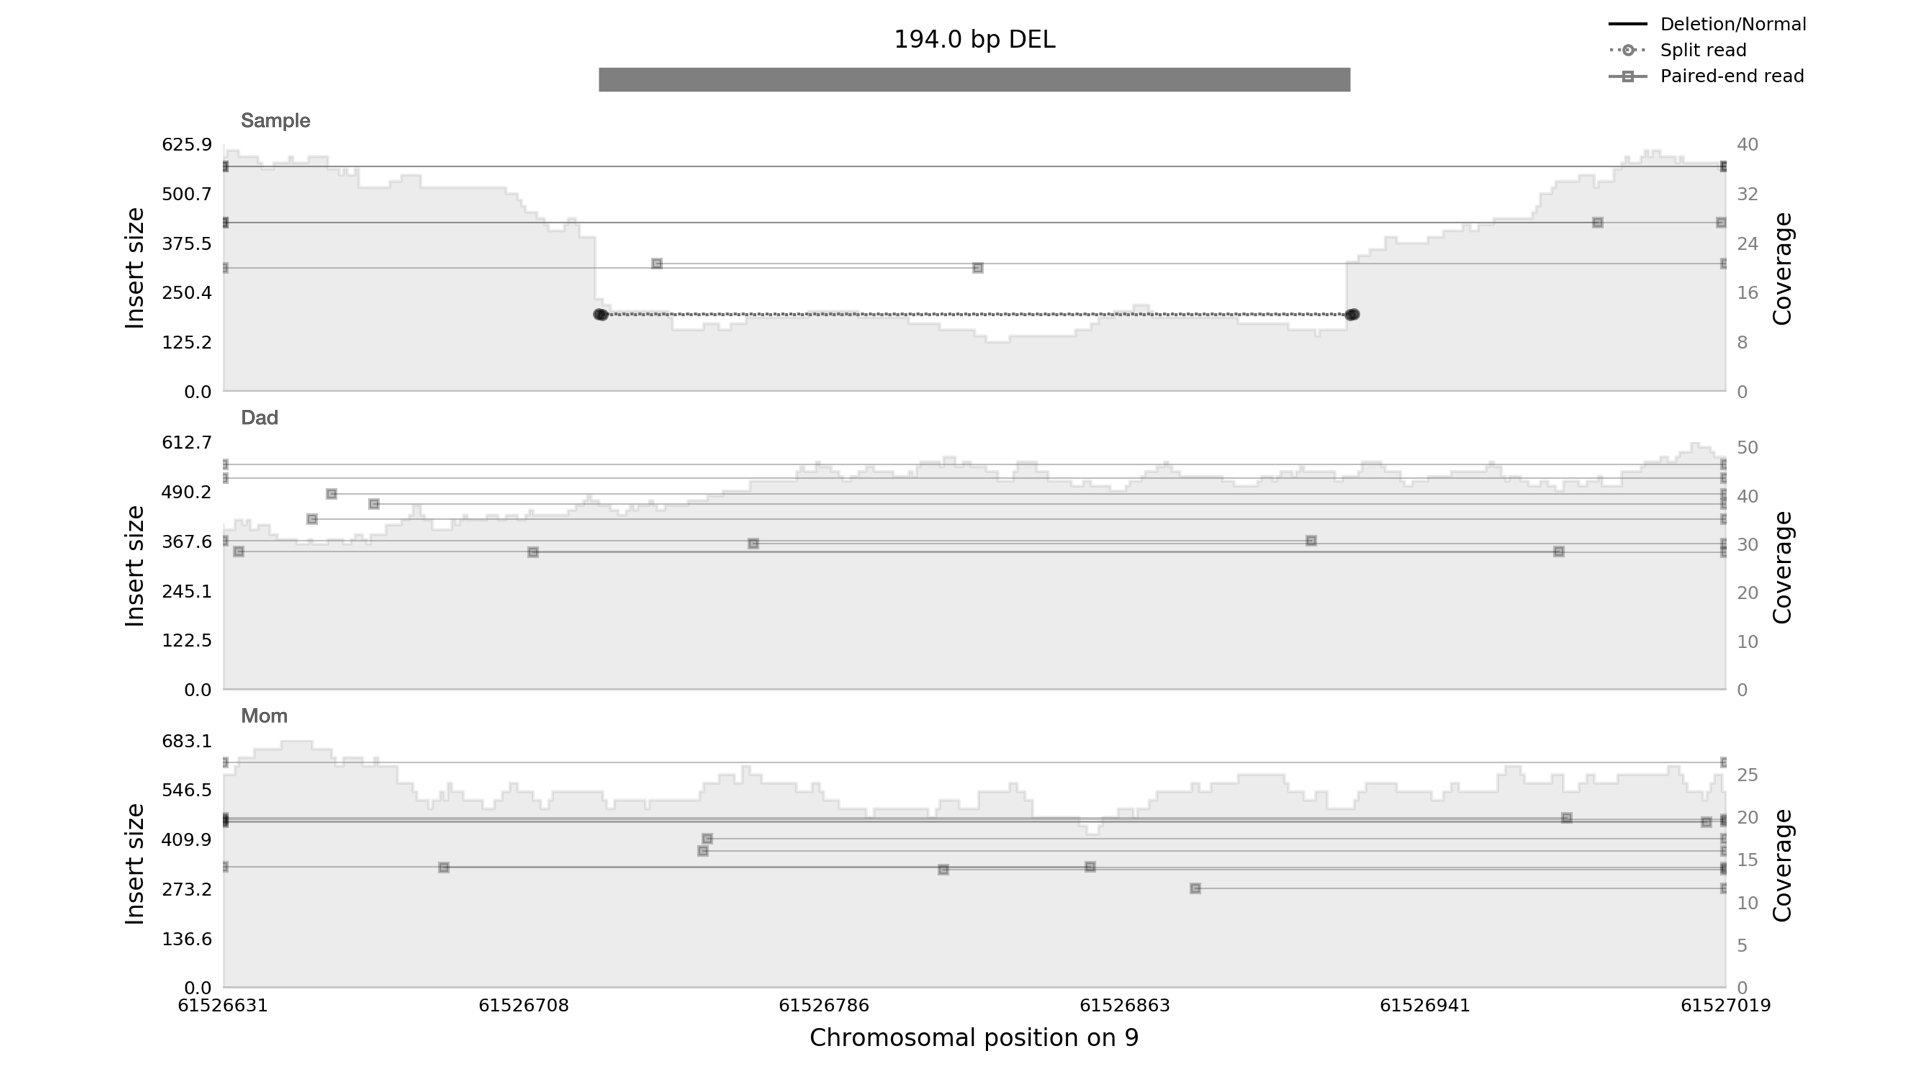 194.0 bp DEL
Deletion/Normal
Split read
Paired-end read
Sample
625.9
500.7
375.5
250.4
125.2
0.0
Insert size
40
32
24
16
8
0
Coverage
Dad
612.7
490.2
367.6
245.1
122.5
0.0
Insert size
50
40
30
20
10
0
Coverage
Mom
683.1
546.5
409.9
273.2
136.6
0.0
Insert size
25
20
15
10
5
0
Coverage
61526631 61526708 61526786 61526863 61526941 61527019
Chromosomal position on 9